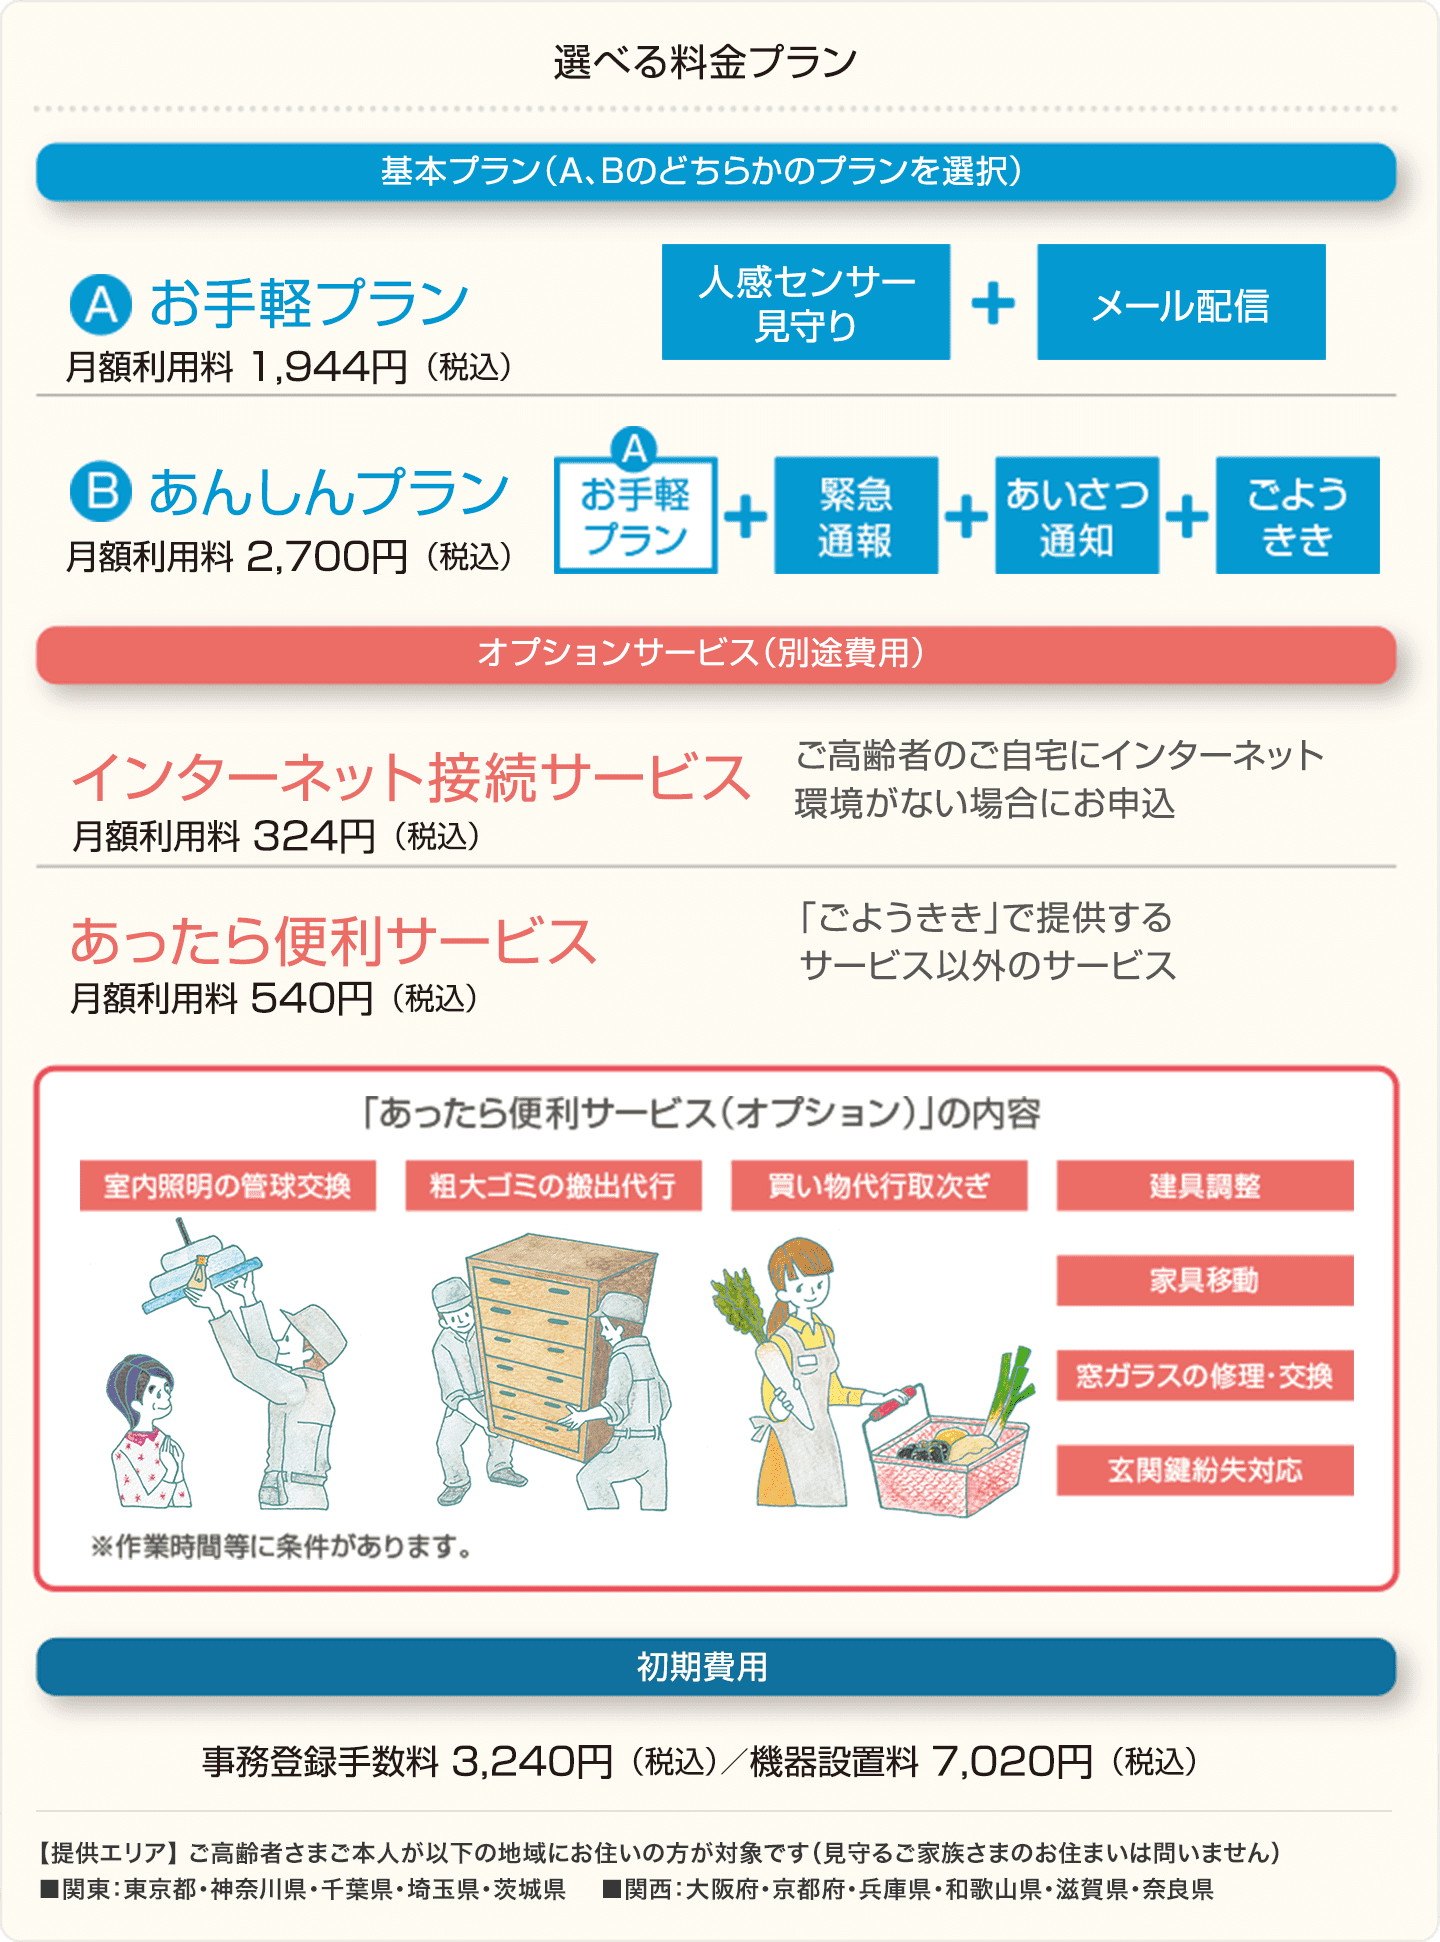 選べる料金プラン
基本プラン（A、Bのどちらかのプランを選択）
A お手軽プラン
月額利用料 1,944円（税込）
人感センサー
見守り
+
メール配信
B あんしんプラン
月額利用料 2,700円（税込）
A
お手軽
プラン
+
緊急
通報
+
あいさつ
通知
+
ごよう
きき
オプションサービス（別途費用）
インターネット接続サービス
月額利用料 324円（税込）
ご高齢者のご自宅にインターネット
環境がない場合にお申込
あったら便利サービス
月額利用料 540円（税込）
「ごようきき」で提供する
サービス以外のサービス
「あったら便利サービス（オプション）」の内容
室内照明の管球交換
粗大ゴミの搬出代行
買い物代行取次ぎ
建具調整
家具移動
窓ガラスの修理・交換
玄関鍵紛失対応
※作業時間等に条件があります。
初期費用
事務登録手数料 3,240円（税込）／機器設置料 7,020円（税込）
【提供エリア】ご高齢者さまご本人が以下の地域にお住いの方が対象です（見守るご家族さまのお住まいは問いません）
■関東：東京都・神奈川県・千葉県・埼玉県・茨城県　■関西：大阪府・京都府・兵庫県・和歌山県・滋賀県・奈良県